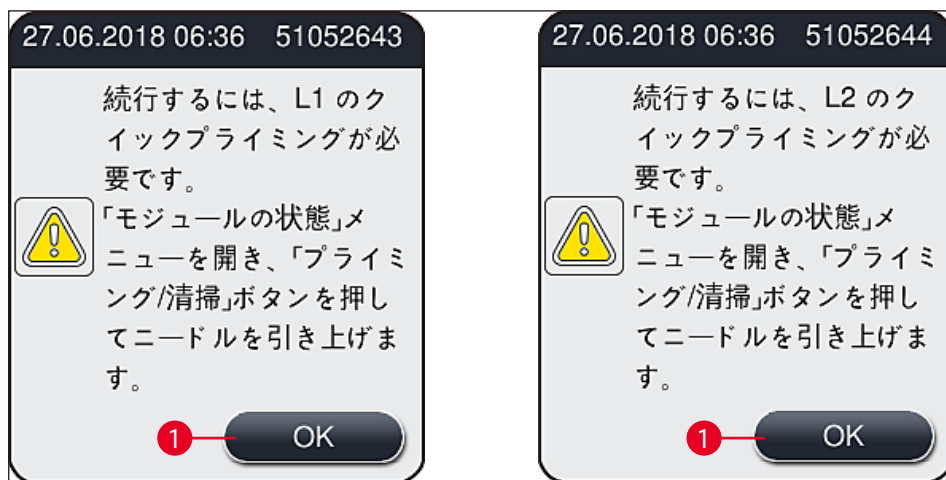 27.06.2018 06:36 51052643
続行するには、L1 のク
イックプライミングが必
要です。
「モジュールの状態」メ
ニューを開き、「プライミ
ング/清掃」ボタンを押し
てニードルを引き上げま
す。
1
OK
27.06.2018 06:36 51052644
続行するには、L2 のク
イックプライミングが必
要です。
「モジュールの状態」メ
ニューを開き、「プライミ
ング/清掃」ボタンを押し
てニードルを引き上げま
す。
1
OK